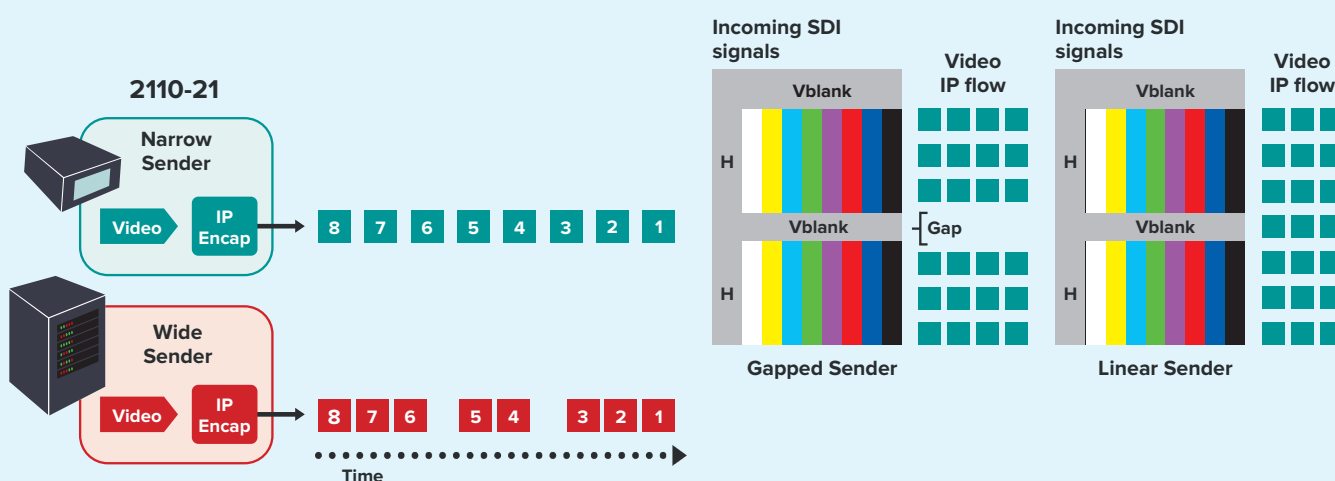 2110-21
Narrow
Sender
Video
IP
Encap
8 7 6 5 4 3 2 1
Wide
Sender
Video
IP
Encap
8 7 6 5 4 3 2 1
Time
Incoming SDI
signals
Video
IP flow
Vblank
H
Vblank
Gap
H
Gapped Sender
Incoming SDI
signals
Video
IP flow
Vblank
H
Vblank
H
Linear Sender